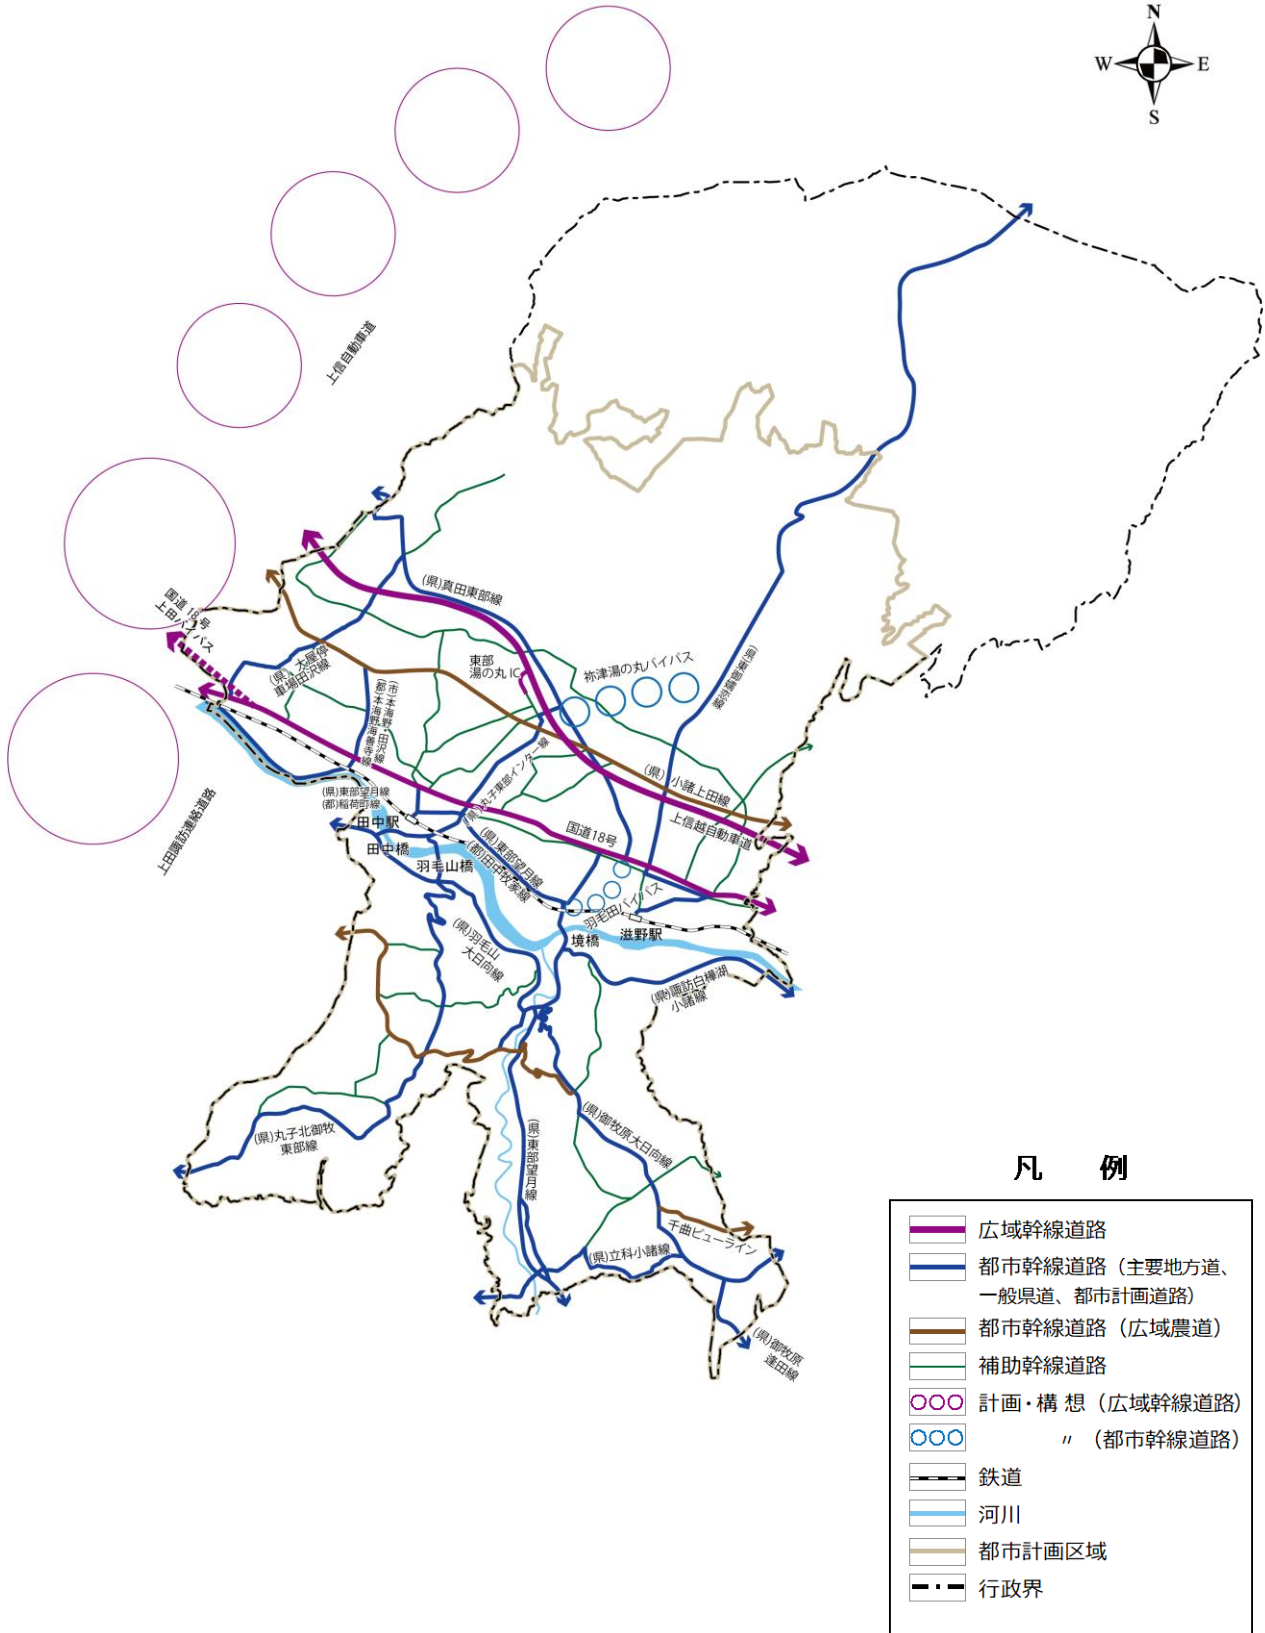 N
W
E
S
上信自動車道
国道18号
上田バイパス
(県)真田東部線
(県)大屋停
車場田沢線
東部
湯の丸IC
祢津湯の丸バイパス
(県)東部嬬恋線
(市)本海野・田沢線
(都)本海野海善寺線
(県)丸子東部インター線
(県)小諸上田線
上信越自動車道
国道18号
(県)東部望月線
(都)稲荷町線
上田諏訪連絡道路
田中駅
田中橋
羽毛山橋
(県)東部望月線
(都)田中牧家線
羽毛田バイパス
境橋
滋野駅
(県)羽毛山
大日向線
(県)諏訪白樺湖
小諸線
(県)丸子北御牧
東部線
(県)東部望月線
(県)御牧原大日向線
千曲ビューライン
(県)立科小諸線
(県)御牧原
逢田線
凡 例
広域幹線道路
都市幹線道路（主要地方道、
一般県道、都市計画道路）
都市幹線道路（広域農道）
補助幹線道路
計画・構 想（広域幹線道路）
〃 （都市幹線道路）
鉄道
河川
都市計画区域
行政界